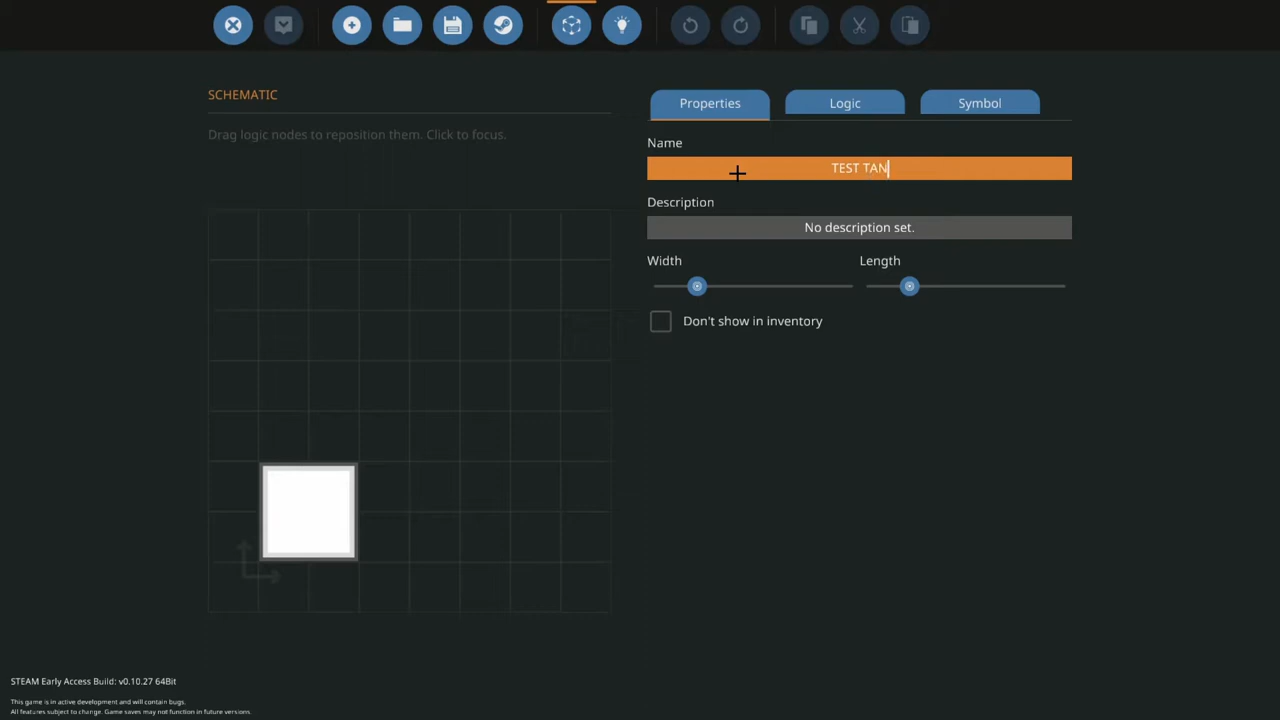 SCHEMATIC
Drag logic nodes to reposition them. Click to focus.
Properties
Logic
Symbol
Name
TEST TAN
Description
No description set.
Width
Length
Don't show in inventory
STEAM Early Access Build: v0.10.27 64Bit
This game is in active development and will contain bugs.
All features subject to change. Game saves may not function in future versions.